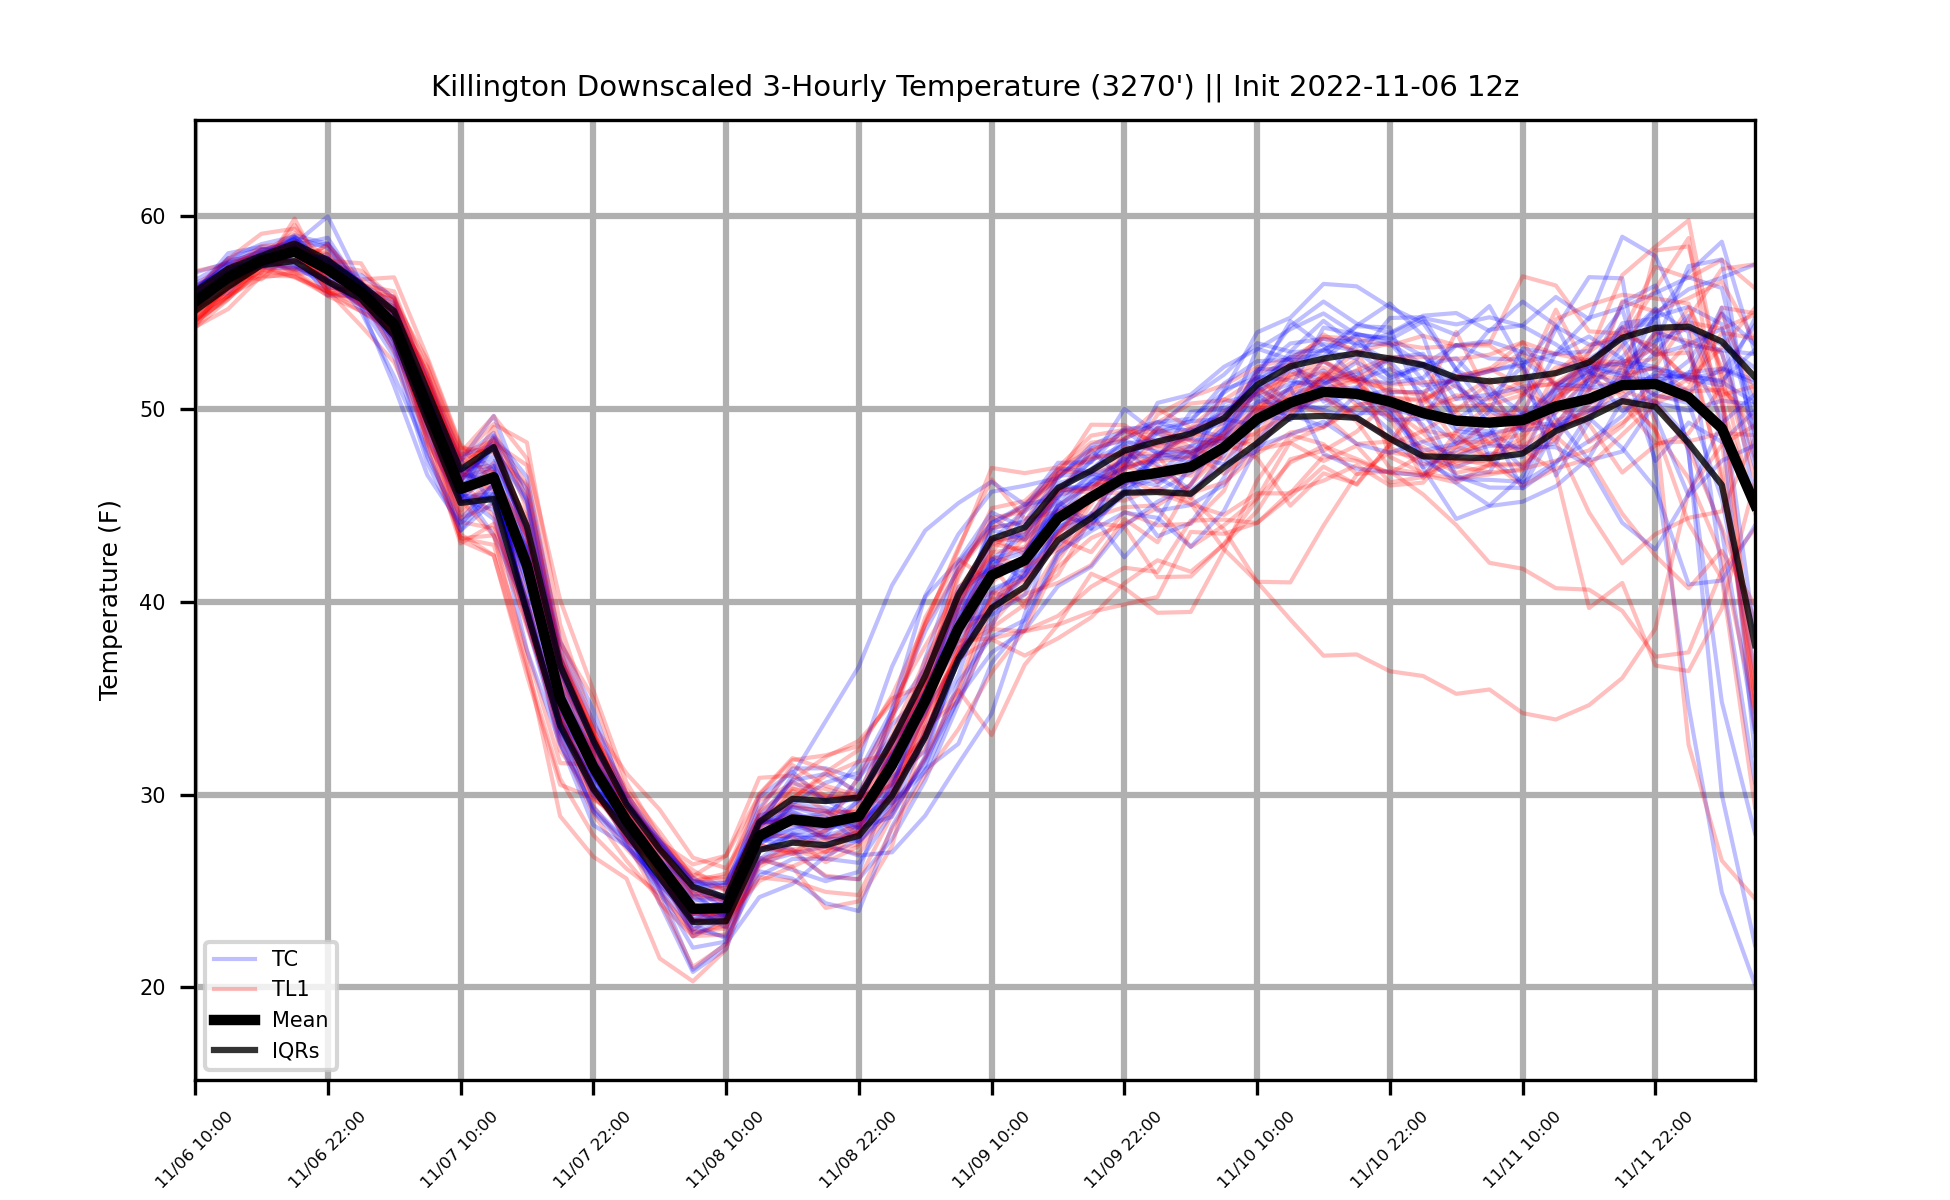 Killington Downscaled 3-Hourly Temperature (3270') || Init 2022-11-06 12z
Temperature (F)
60
50
40
30
20
TC
TL1
Mean
IQRs
11/06 10:00
11/06 22:00
11/07 10:00
11/07 22:00
11/08 10:00
11/08 22:00
11/09 10:00
11/09 22:00
11/10 10:00
11/10 22:00
11/11 10:00
11/11 22:00